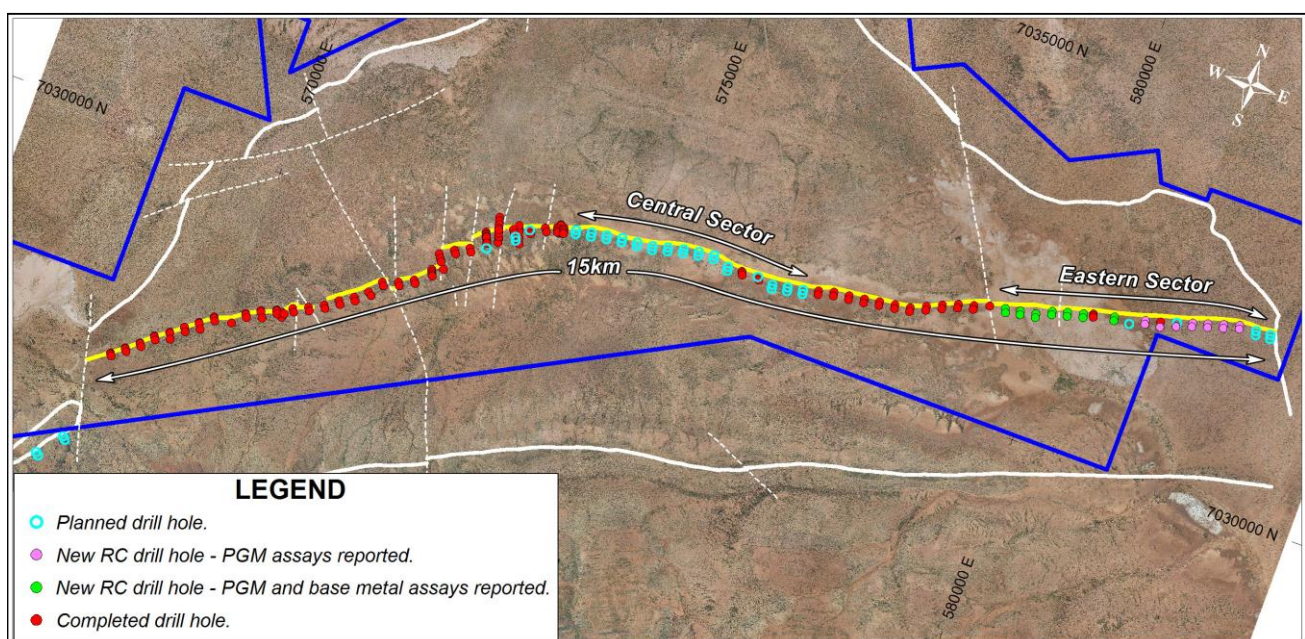 7035000 N
580000 E
575000 E
570000 E
7030000 N
N
W
E
S
Central Sector
15km
Eastern Sector
7030000 N
580000 E
LEGEND
Planned drill hole.
New RC drill hole - PGM assays reported.
New RC drill hole - PGM and base metal assays reported.
Completed drill hole.